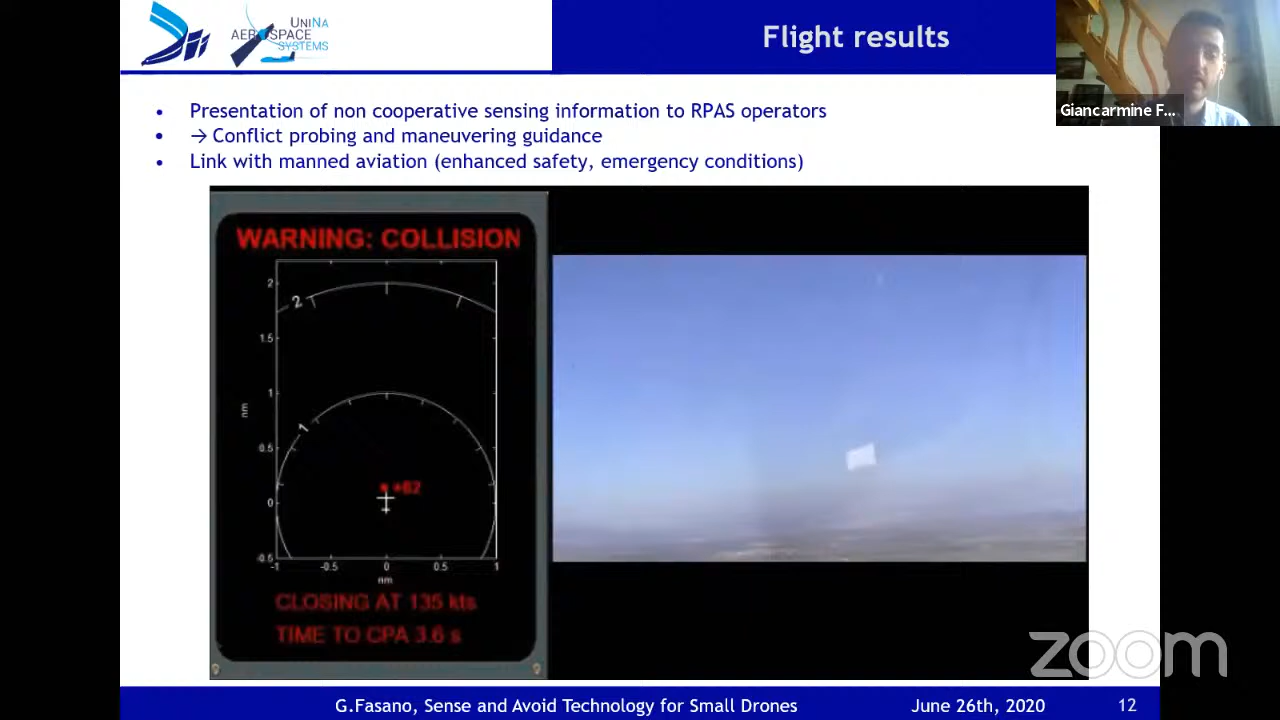 UNINA
AEROSPACE
SYSTEMS
Flight results
Giancarmine F...
• Presentation of non cooperative sensing information to RPAS operators
• → Conflict probing and maneuvering guidance
• Link with manned aviation (enhanced safety, emergency conditions)
WARNING: COLLISION
2
2
1.5
1
1
nm
0.5
+62
0
-0.5
-1 -0.5 0 0.5 1
nm
CLOSING AT 135 kts
TIME TO CPA 3.6 s
zoom
G.Fasano, Sense and Avoid Technology for Small Drones June 26th, 2020 12